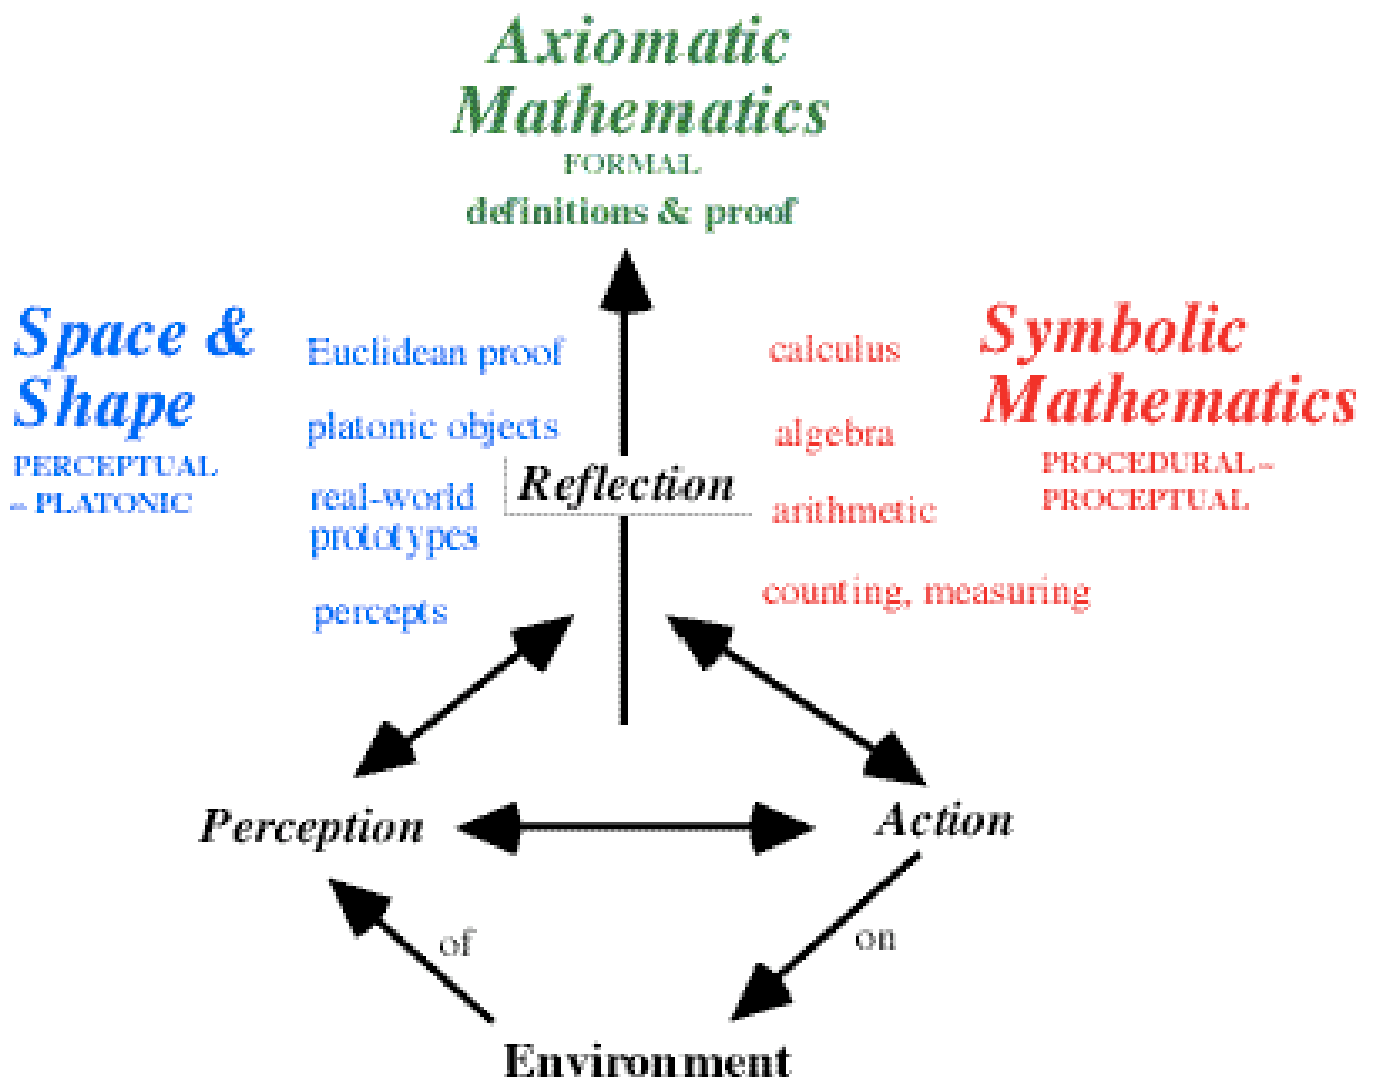 Axiomatic
Mathematics
FORMAL
definitions & proof
Space &
Shape
PERCEPTUAL
– PLATONIC
Euclidean proof
platonic objects
real-world
prototypes
percepts
Reflection
calculus
algebra
arithmetic
counting, measuring
Symbolic
Mathematics
PROCEDURAL–
PROCEPTUAL
Perception
Action
of
on
Environment